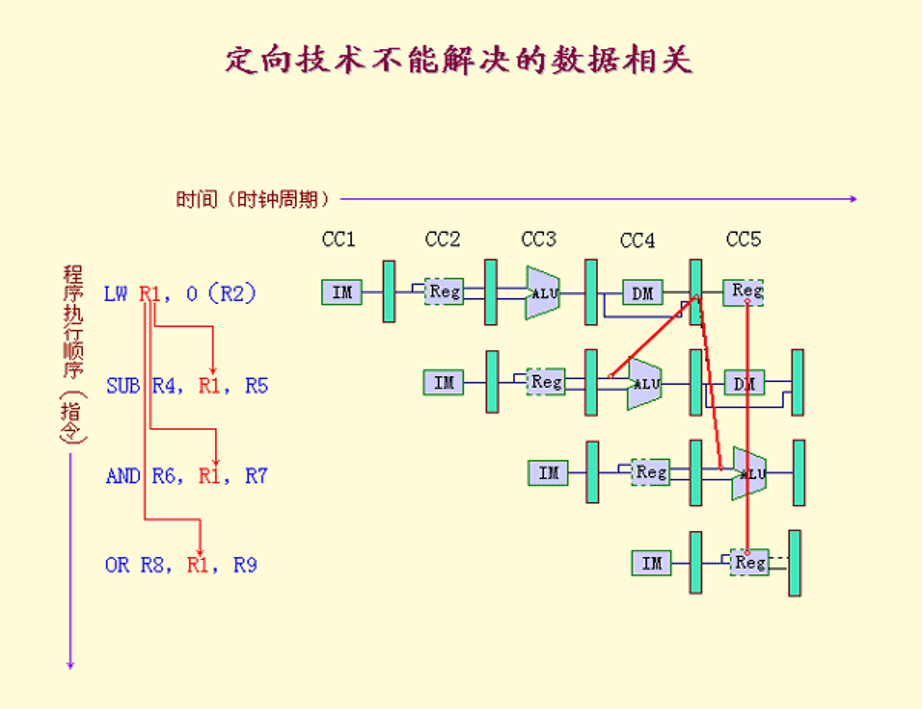 定向技术不能解决的数据相关
时间（时钟周期）
CC1 CC2 CC3 CC4 CC5
程序执行顺序（指令）
LW R1, 0（R2）
IM Reg ALU DM Reg
SUB R4, R1, R5
IM Reg ALU DM
AND R6, R1, R7
IM Reg ALU
OR R8, R1, R9
IM Reg